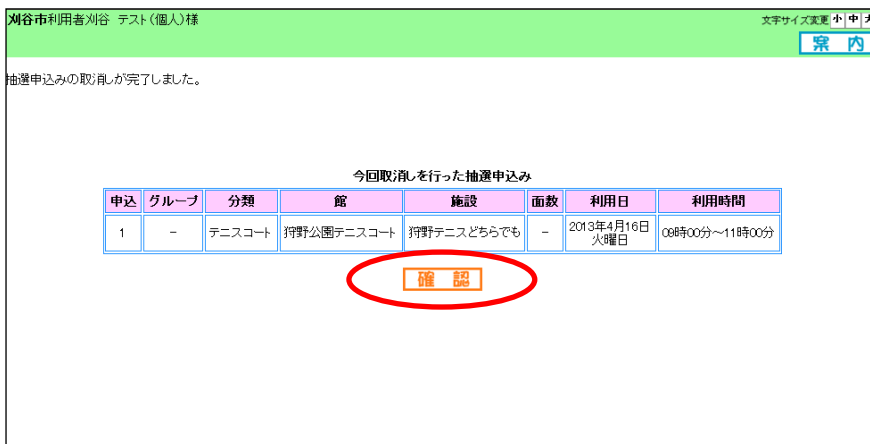 刈谷市利用者刈谷 テスト(個人)様
文字サイズ変更 小 中
案 内
抽選申込みの取消しが完了しました。
今回取消しを行った抽選申込み
申込 グループ 分類 館 施設 面数 利用日 利用時間
1 − テニスコート 狩野公園テニスコート 狩野テニスどちらでも − 2013年4月16日 09時00分～11時00分
火曜日
確 認